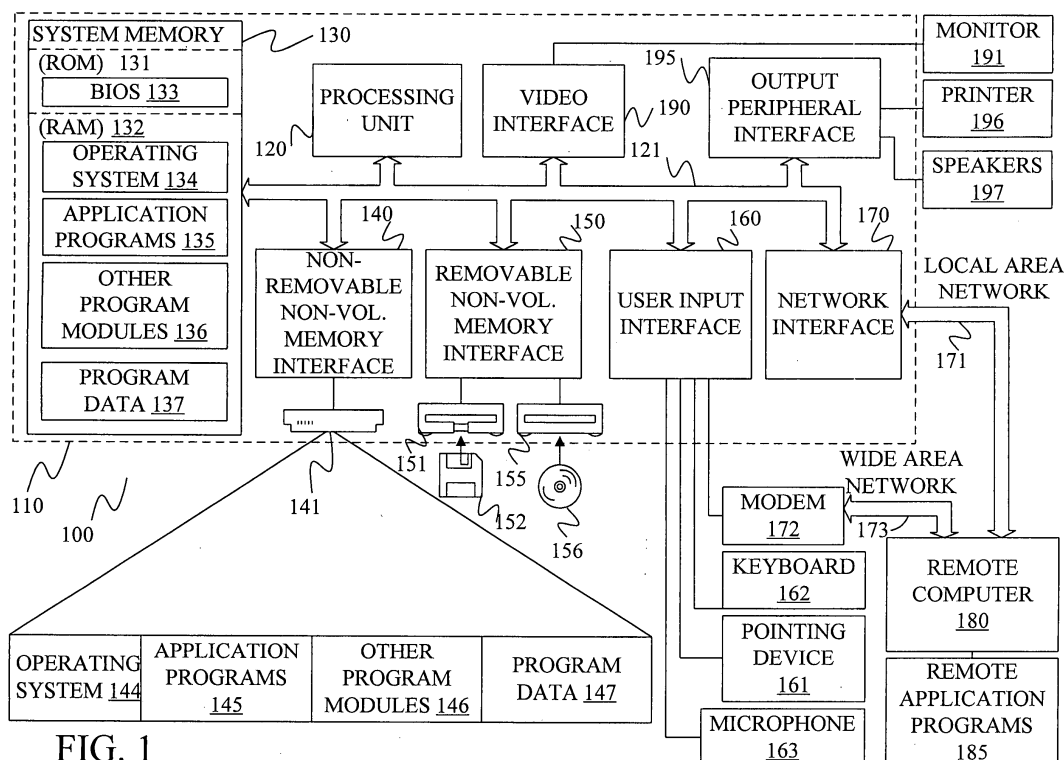 SYSTEM MEMORY
130
(ROM) 131
BIOS 133
(RAM) 132
OPERATING
SYSTEM 134
APPLICATION
PROGRAMS 135
OTHER
PROGRAM
MODULES 136
PROGRAM
DATA 137
PROCESSING
UNIT
120
VIDEO
INTERFACE
190
195
OUTPUT
PERIPHERAL
INTERFACE
121
MONITOR
191
PRINTER
196
SPEAKERS
197
140
NON-
REMOVABLE
NON-VOL.
MEMORY
INTERFACE
150
REMOVABLE
NON-VOL.
MEMORY
INTERFACE
160
USER INPUT
INTERFACE
170
NETWORK
INTERFACE
LOCAL AREA
NETWORK
171
110
100
141
151
152
155
156
WIDE AREA
NETWORK
173
MODEM
172
KEYBOARD
162
POINTING
DEVICE
161
MICROPHONE
163
REMOTE
COMPUTER
180
REMOTE
APPLICATION
PROGRAMS
185
OPERATING
SYSTEM 144
APPLICATION
PROGRAMS
145
OTHER
PROGRAM
MODULES 146
PROGRAM
DATA 147
FIG. 1